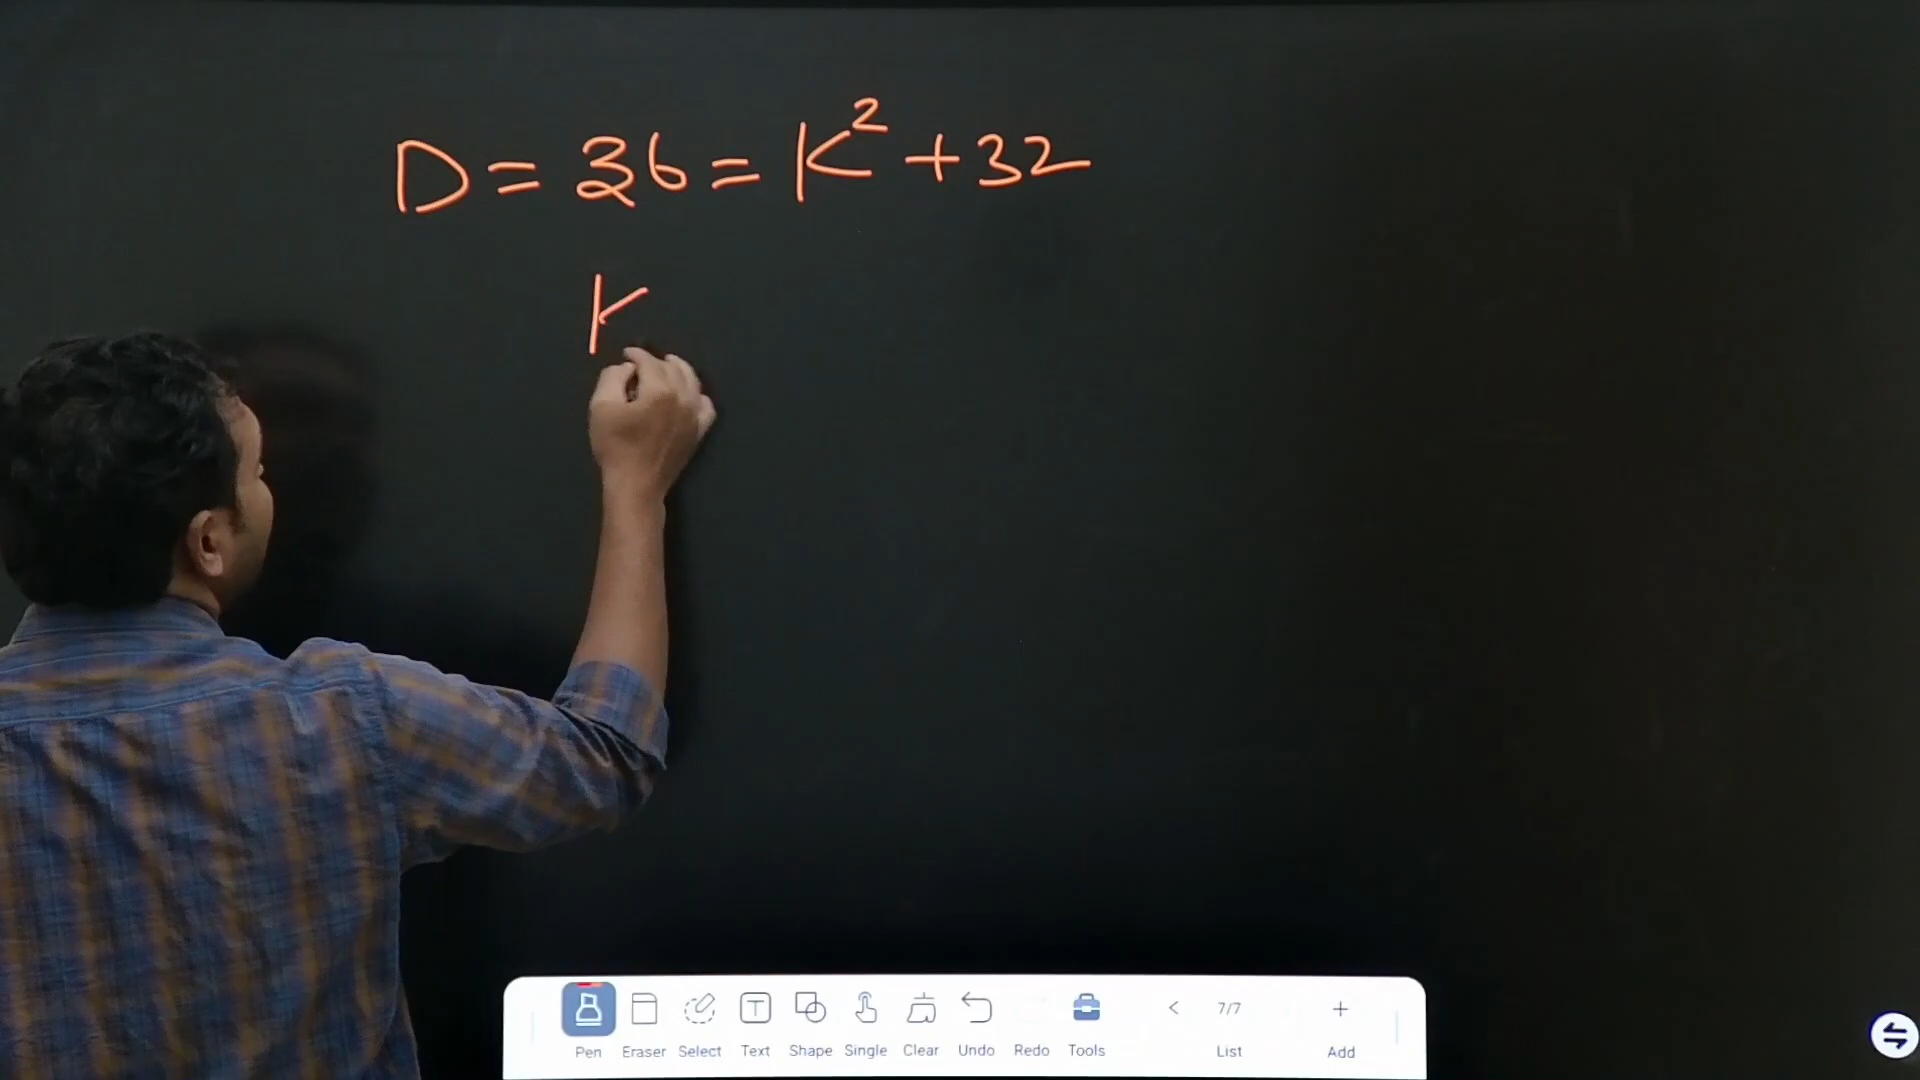 D = 36 = K² + 32
K
Pen Eraser Select Text Shape Single Clear Undo Redo Tools < 7/7 List + Add